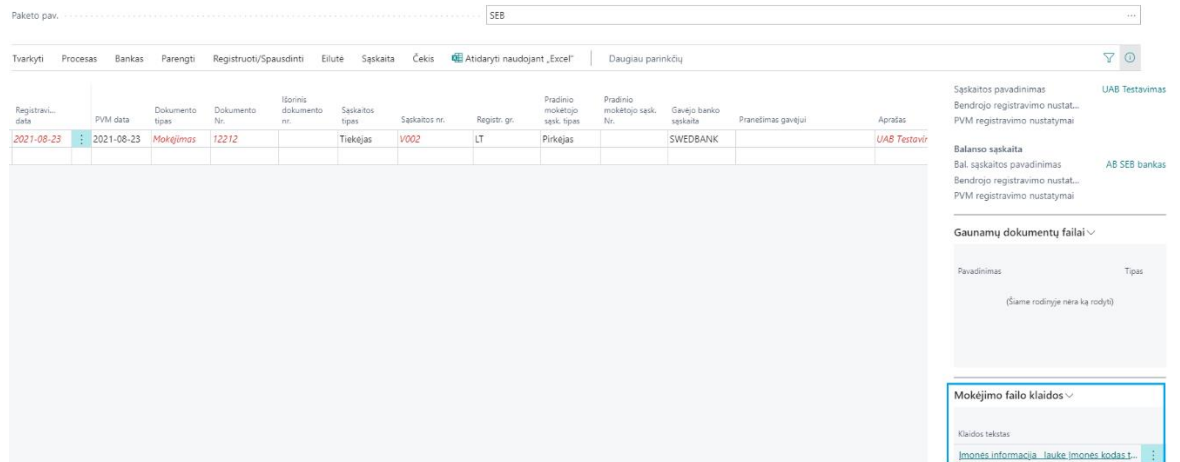 Paketo pav. SEB ...
Tvarkyti Procesas Bankas Parengti Registruoti/Spausdinti Eilutė Sąskaita Čekis Atidaryti naudojant „Excel" Daugiau parinkčių
Registravi... data PVM data Dokumento tipas Dokumento Nr. Išorinis dokumento nr. Sąskaitos tipas Sąskaitos nr. Registr. gr. Pradinio mokėtojo sąsk. tipas Pradinio mokėtojo sąsk. Nr. Gavėjo banko sąskaita Pranešimas gavėjui Aprašas
2021-08-23 2021-08-23 Mokėjimas 12212 Tiekėjas V002 LT Pirkėjas SWEDBANK UAB Testavim
Sąskaitos pavadinimas UAB Testavimas
Bendrojo registravimo nustat...
PVM registravimo nustatymai
Balanso sąskaita
Bal. sąskaitos pavadinimas AB SEB bankas
Bendrojo registravimo nustat...
PVM registravimo nustatymai
Gaunamų dokumentų failai
Pavadinimas Tipas
(Šiame rodinyje nėra ką rodyti)
Mokėjimo failo klaidos
Klaidos tekstas
Įmonės informacija lauke Įmonės kodas t...